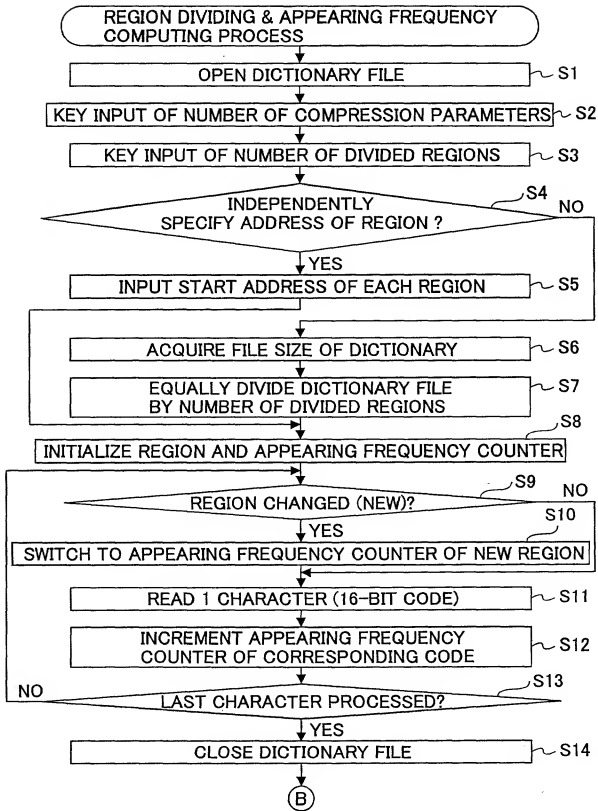 REGION DIVIDING & APPEARING FREQUENCY
COMPUTING PROCESS
OPEN DICTIONARY FILE
S1
KEY INPUT OF NUMBER OF COMPRESSION PARAMETERS
S2
KEY INPUT OF NUMBER OF DIVIDED REGIONS
S3
S4
INDEPENDENTLY
SPECIFY ADDRESS OF REGION ?
NO
YES
INPUT START ADDRESS OF EACH REGION
S5
ACQUIRE FILE SIZE OF DICTIONARY
S6
EQUALLY DIVIDE DICTIONARY FILE
BY NUMBER OF DIVIDED REGIONS
S7
S8
INITIALIZE REGION AND APPEARING FREQUENCY COUNTER
S9
REGION CHANGED (NEW)?
NO
YES
S10
SWITCH TO APPEARING FREQUENCY COUNTER OF NEW REGION
READ 1 CHARACTER (16-BIT CODE)
S11
INCREMENT APPEARING FREQUENCY
COUNTER OF CORRESPONDING CODE
S12
S13
NO
LAST CHARACTER PROCESSED?
YES
CLOSE DICTIONARY FILE
S14
B